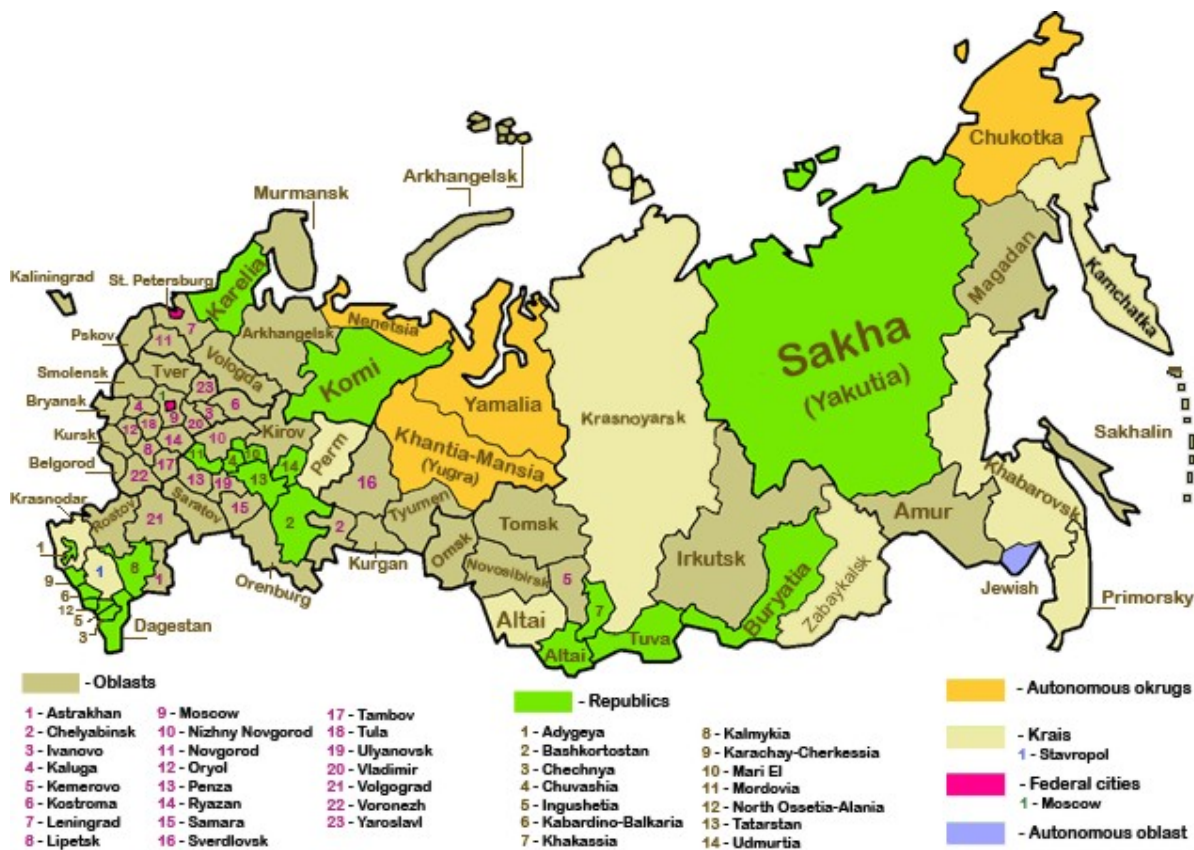 Chukotka
Arkhangelsk
Murmansk
Magadan
Kaliningrad
St. Petersburg
Karelia
Kamchatka
7
Nenetsia
Pskov
11
Arkhangelsk
Sakha
(Yakutia)
Vologda
Komi
Smolensk
Tver
23
Yamalia
Krasnoyarsk
Bryansk
4
1
9
3
6
12
18
20
Khantia-Mansia
(Yugra)
Sakhalin
Kursk
8
14
10
Kirov
Perm
Belgorod
17
11
4
10
14
Khabarovsk
22
13
19
13
16
Krasnodar
Rostov
21
Saratov
15
2
2
Tyumen
Tomsk
Amur
Kurgan
Omsk
Novosibirsk
5
Irkutsk
1
8
1
1
Orenburg
Jewish
Buryatia
Zabaykalsk
9
6
12
5
3
Dagestan
Altai
7
Primorsky
Altai
Tuva
- Oblasts
1 - Astrakhan
2 - Chelyabinsk
3 - Ivanovo
4 - Kaluga
5 - Kemerovo
6 - Kostroma
7 - Leningrad
8 - Lipetsk
9 - Moscow
10 - Nizhny Novgorod
11 - Novgorod
12 - Oryol
13 - Penza
14 - Ryazan
15 - Samara
16 - Sverdlovsk
17 - Tambov
18 - Tula
19 - Ulyanovsk
20 - Vladimir
21 - Volgograd
22 - Voronezh
23 - Yaroslavl
- Republics
1 - Adygeya
2 - Bashkortostan
3 - Chechnya
4 - Chuvashia
5 - Ingushetia
6 - Kabardino-Balkaria
7 - Khakassia
8 - Kalmykia
9 - Karachay-Cherkessia
10 - Mari El
11 - Mordovia
12 - North Ossetia-Alania
13 - Tatarstan
14 - Udmurtia
- Autonomous okrugs
- Krais
1 - Stavropol
- Federal cities
1 - Moscow
- Autonomous oblast